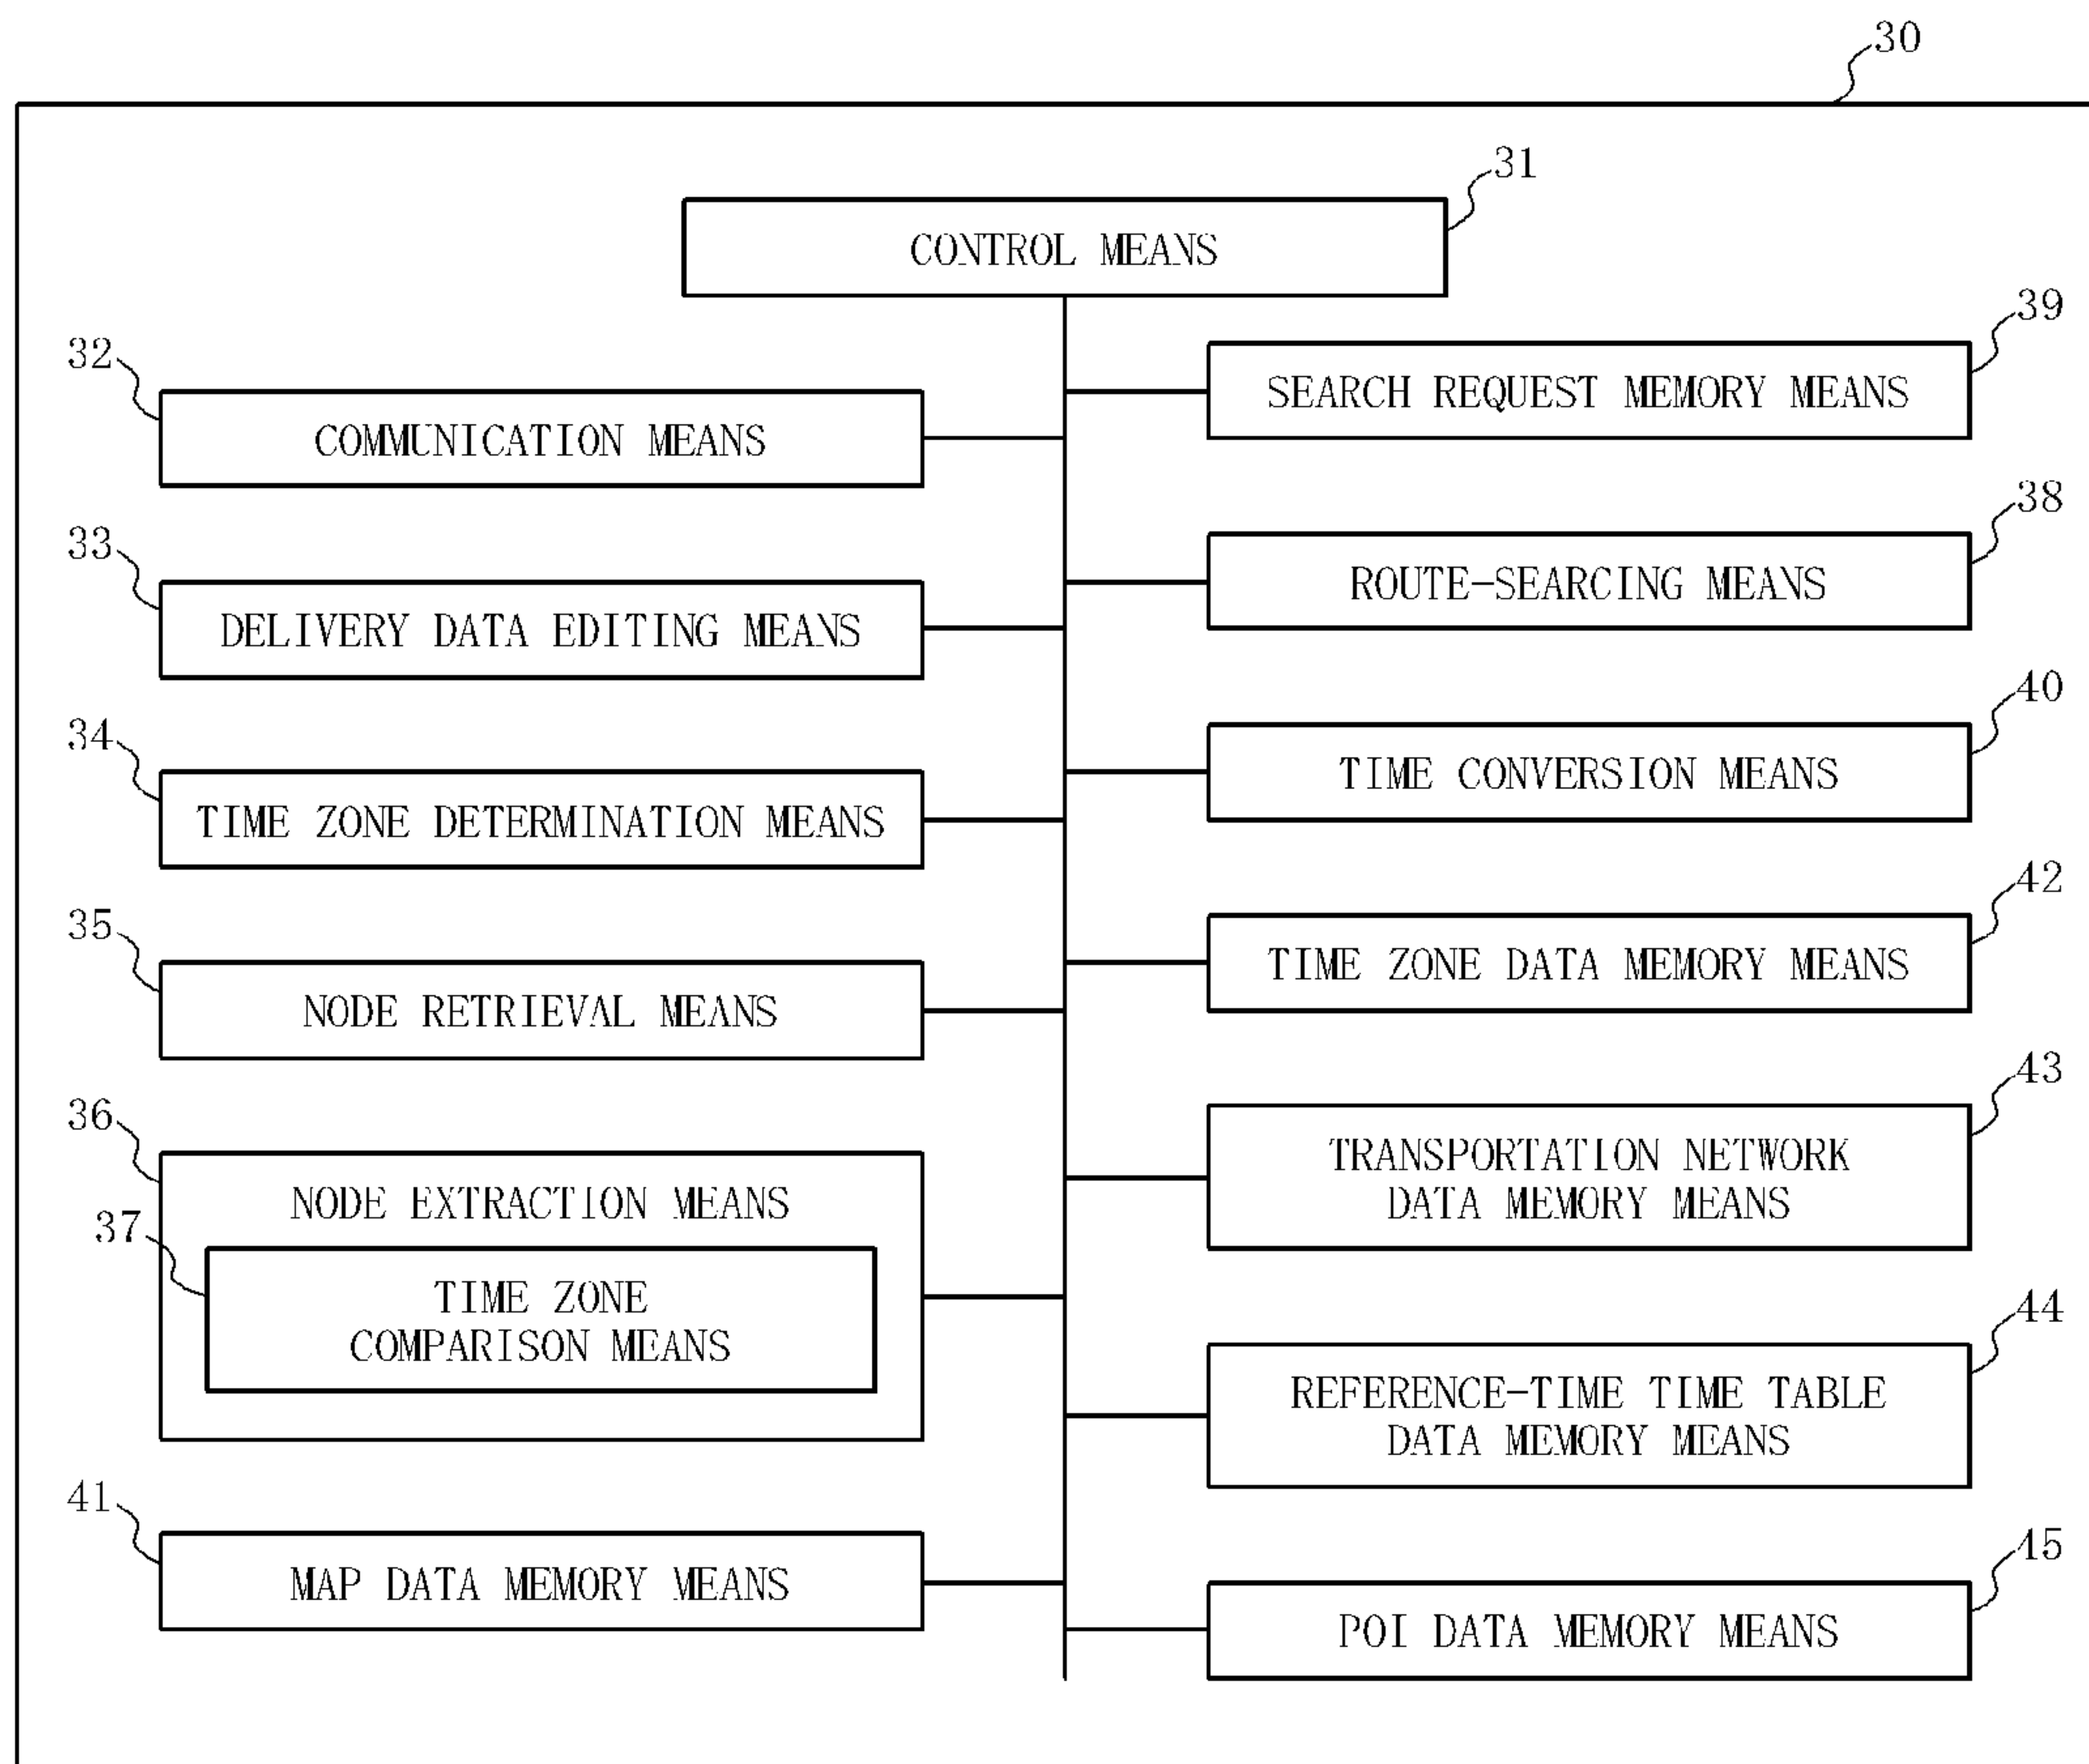 30
31
CONTROL MEANS
39
SEARCH REQUEST MEMORY MEANS
32
COMMUNICATION MEANS
38
ROUTE-SEARCING MEANS
33
DELIVERY DATA EDITING MEANS
40
TIME CONVERSION MEANS
34
TIME ZONE DETERMINATION MEANS
42
TIME ZONE DATA MEMORY MEANS
35
NODE RETRIEVAL MEANS
43
TRANSPORTATION NETWORK
DATA MEMORY MEANS
36
NODE EXTRACTION MEANS
37
TIME ZONE
COMPARISON MEANS
44
REFERENCE-TIME TIME TABLE
DATA MEMORY MEANS
41
MAP DATA MEMORY MEANS
45
POI DATA MEMORY MEANS